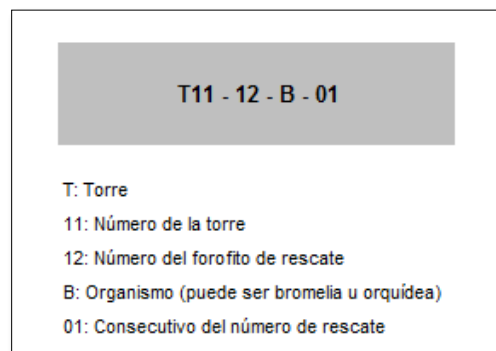 T11 - 12 - B - 01
T: Torre
11: Número de la torre
12: Número del forofito de rescate
B: Organismo (puede ser bromelia u orquídea)
01: Consecutivo del número de rescate